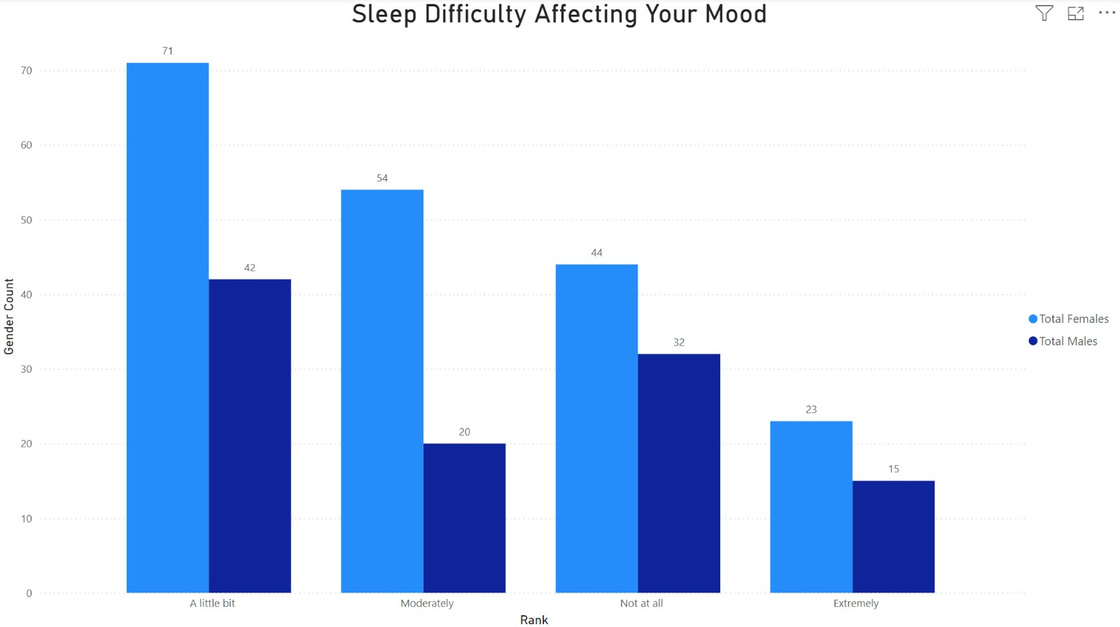 Sleep Difficulty Affecting Your Mood
Gender Count
70
60
50
40
30
20
10
0
71
42
54
20
44
32
23
15
A little bit
Moderately
Not at all
Extremely
Rank
Total Females
Total Males